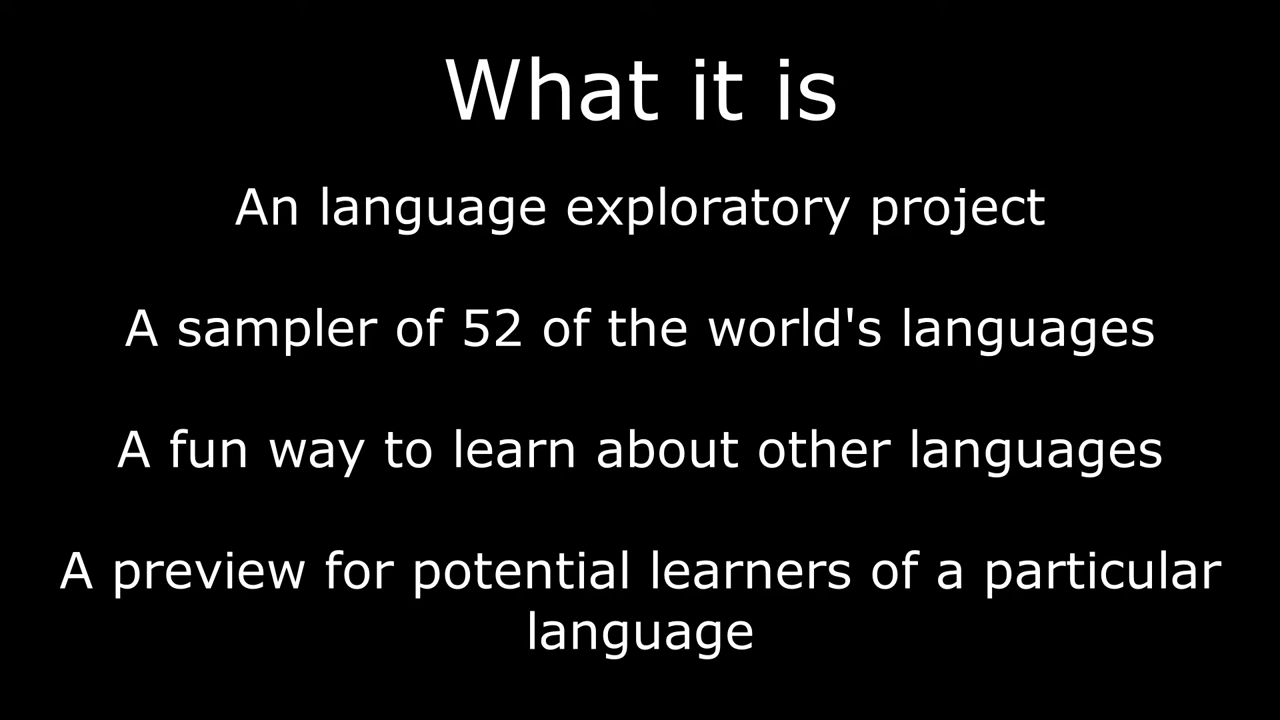 What it is
An language exploratory project
A sampler of 52 of the world's languages
A fun way to learn about other languages
A preview for potential learners of a particular
language